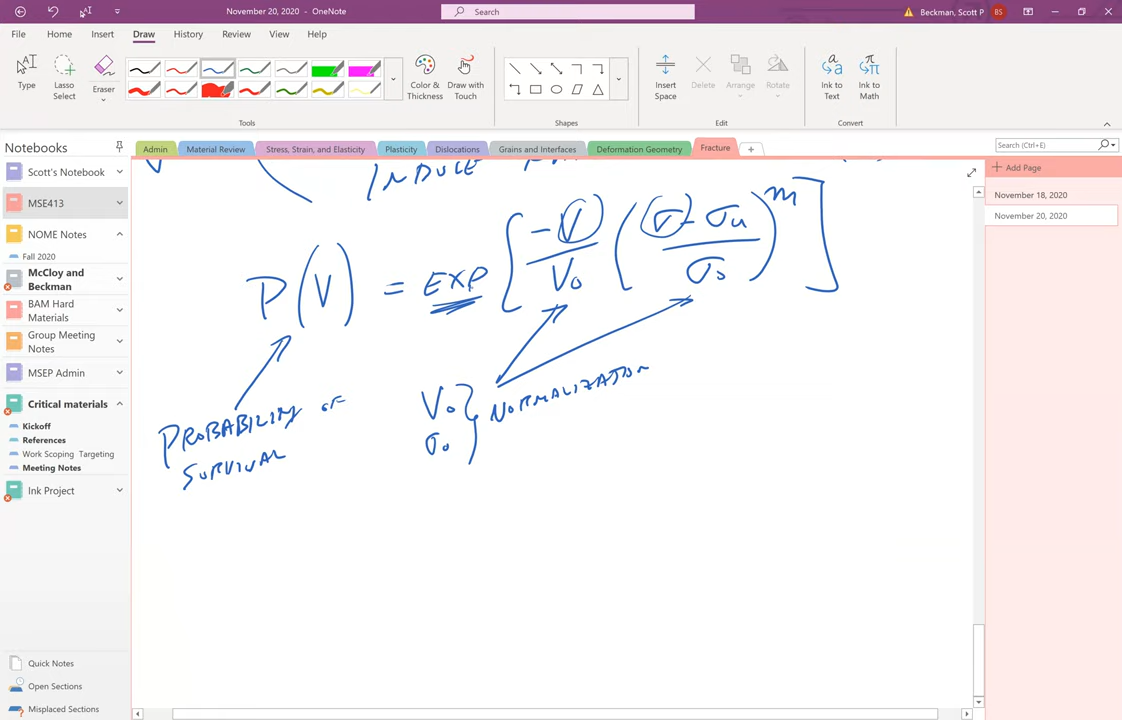 November 20, 2020 - OneNote
Search
Beckman, Scott P
BS
File
Home
Insert
Draw
History
Review
View
Help
Type
Lasso Select
Eraser
Color & Thickness
Draw with Touch
Insert Space
Delete
Arrange
Rotate
Ink to Text
Ink to Math
Tools
Shapes
Edit
Convert
Notebooks
Admin
Material Review
Stress, Strain, and Elasticity
Plasticity
Dislocations
Grains and Interfaces
Deformation Geometry
Fracture
Search (Ctrl+E)
Scott's Notebook
MSE413
NOME Notes
Fall 2020
McCloy and Beckman
BAM Hard Materials
Group Meeting Notes
MSEP Admin
Critical materials
Kickoff
References
Work Scoping Targeting
Meeting Notes
Ink Project
Quick Notes
Open Sections
Misplaced Sections
Add Page
November 18, 2020
November 20, 2020
INDUCE
P(V) = EXP [ -V/V₀ ( (σ - σu)/σ₀ )^m ]
PROBABILITY OF
SURVIVAL
V₀
σ₀ } NORMALIZATION